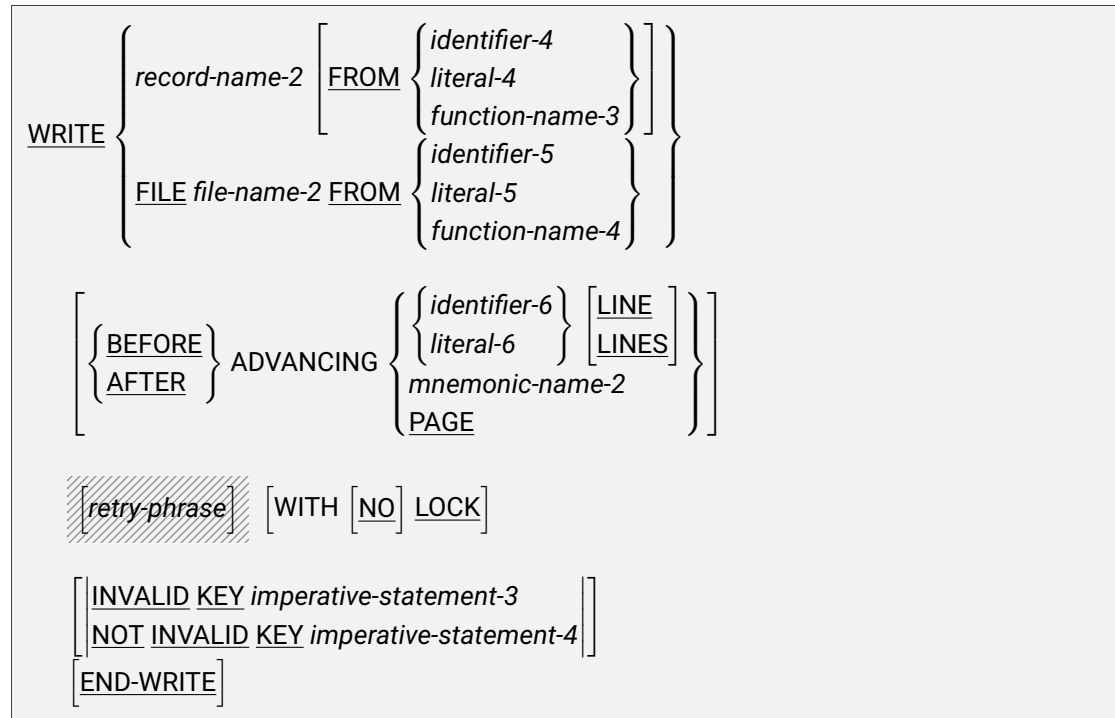 identifier-4
record-name-2 FROM literal-4
function-name-3
WRITE
identifier-5
FILE file-name-2 FROM literal-5
function-name-4
identifier-6 LINE
BEFORE literal-6 LINES
ADVANCING
AFTER mnemonic-name-2
PAGE
[retry-phrase] [WITH [NO] LOCK]
INVALID KEY imperative-statement-3
NOT INVALID KEY imperative-statement-4
[END-WRITE]